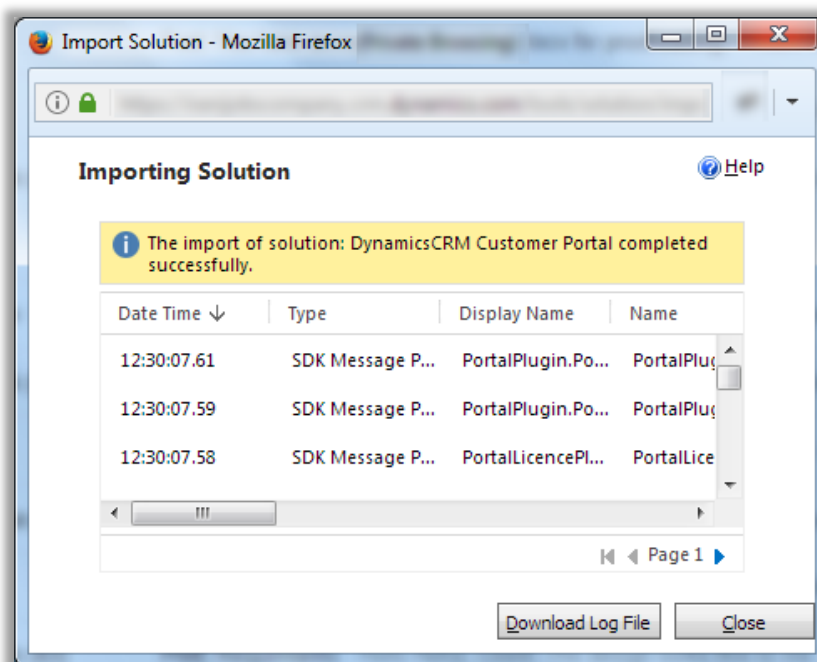 Import Solution - Mozilla Firefox
Importing Solution
Help
The import of solution: DynamicsCRM Customer Portal completed
successfully.
Date Time Type Display Name Name
12:30:07.61 SDK Message P... PortalPlugin.Po... PortalPlug
12:30:07.59 SDK Message P... PortalPlugin.Po... PortalPlug
12:30:07.58 SDK Message P... PortalLicencePl... PortalLice
Page 1
Download Log File Close